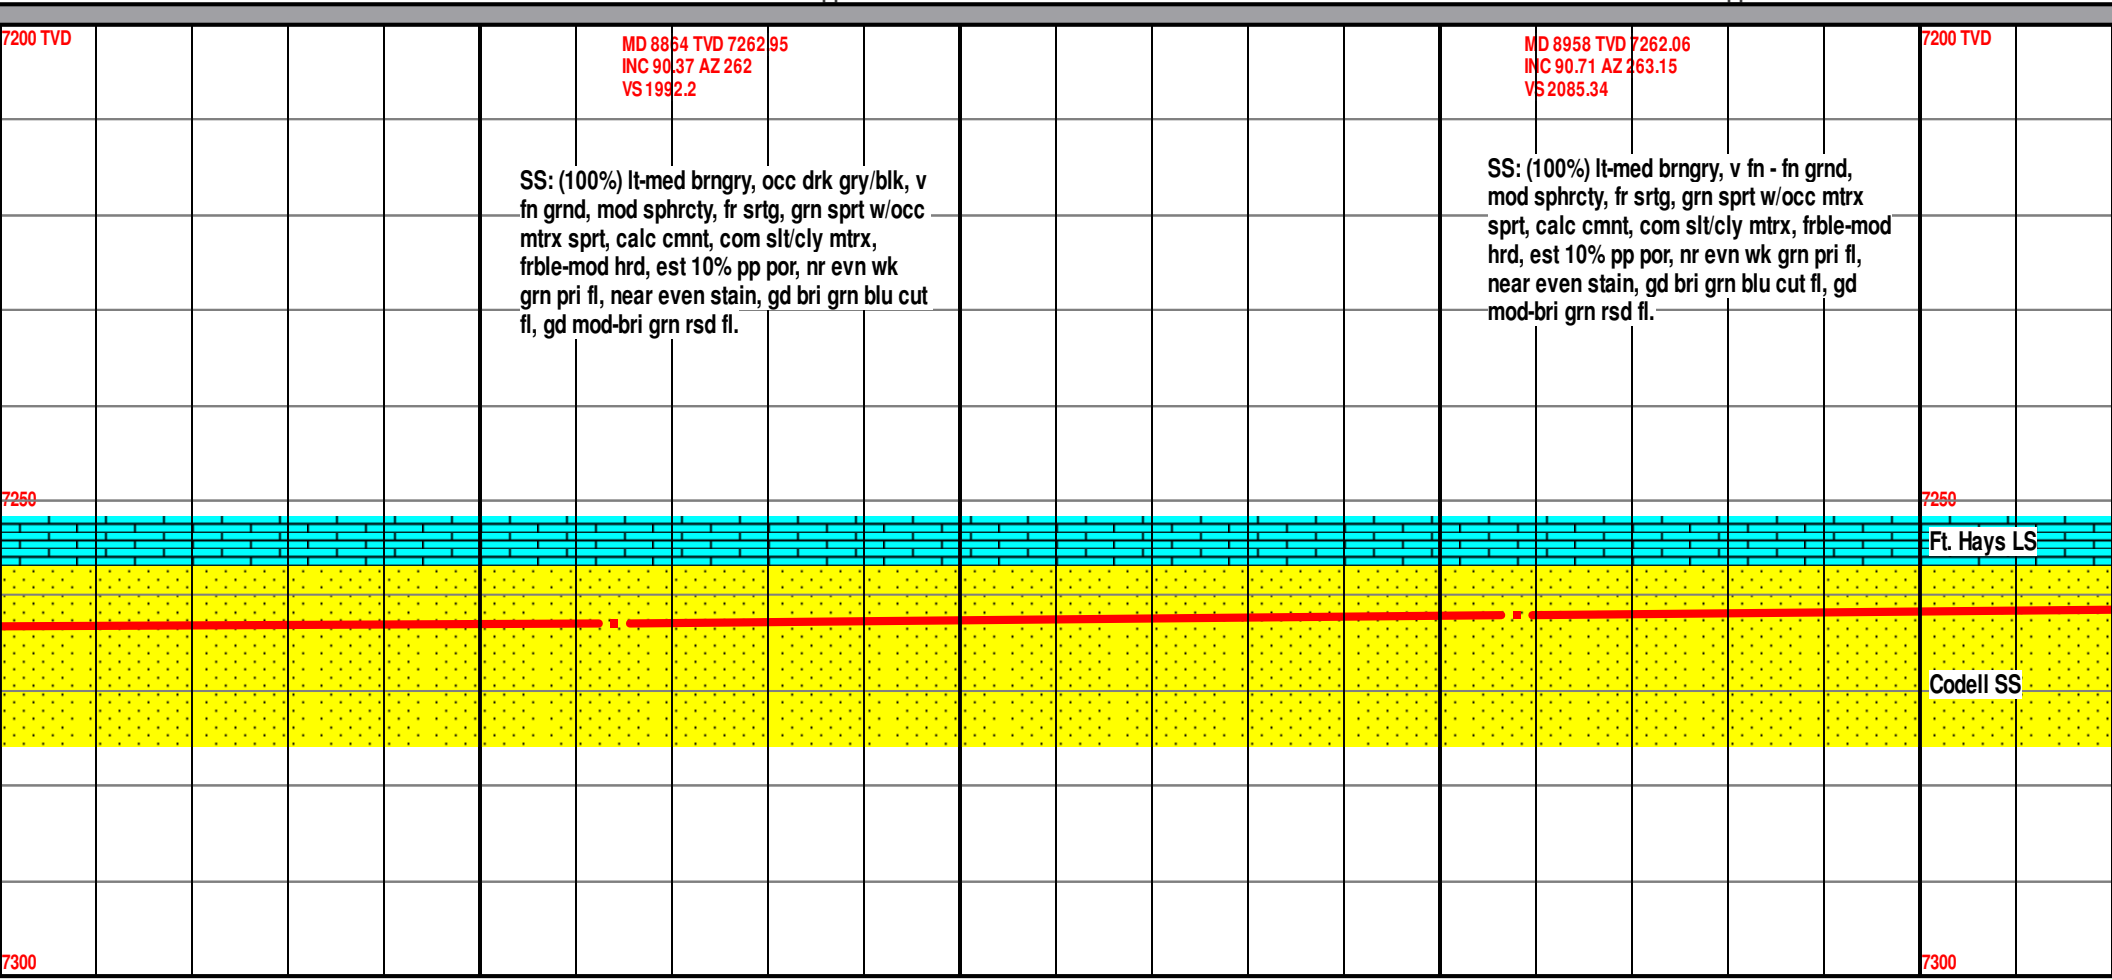 7200 TVD
MD 8864 TVD 7262.95
INC 90.37 AZ 262
VS 1992.2
MD 8958 TVD 7262.06
INC 90.71 AZ 263.15
VS 2085.34
7200 TVD
SS: (100%) lt-med brngry, occ drk gry/blk, v
fn grnd, mod sphrcty, fr srtg, grn sprt w/occ
mtrx sprt, calc cmnt, com slt/cly mtrx,
frble-mod hrd, est 10% pp por, nr evn wk
grn pri fl, near even stain, gd bri grn blu cut
fl, gd mod-bri grn rsd fl.
SS: (100%) lt-med brngry, v fn - fn grnd,
mod sphrcty, fr srtg, grn sprt w/occ mtrx
sprt, calc cmnt, com slt/cly mtrx, frble-mod
hrd, est 10% pp por, nr evn wk grn pri fl,
near even stain, gd bri grn blu cut fl, gd
mod-bri grn rsd fl.
7250
7250
Ft. Hays LS
Codell SS
7300
7300